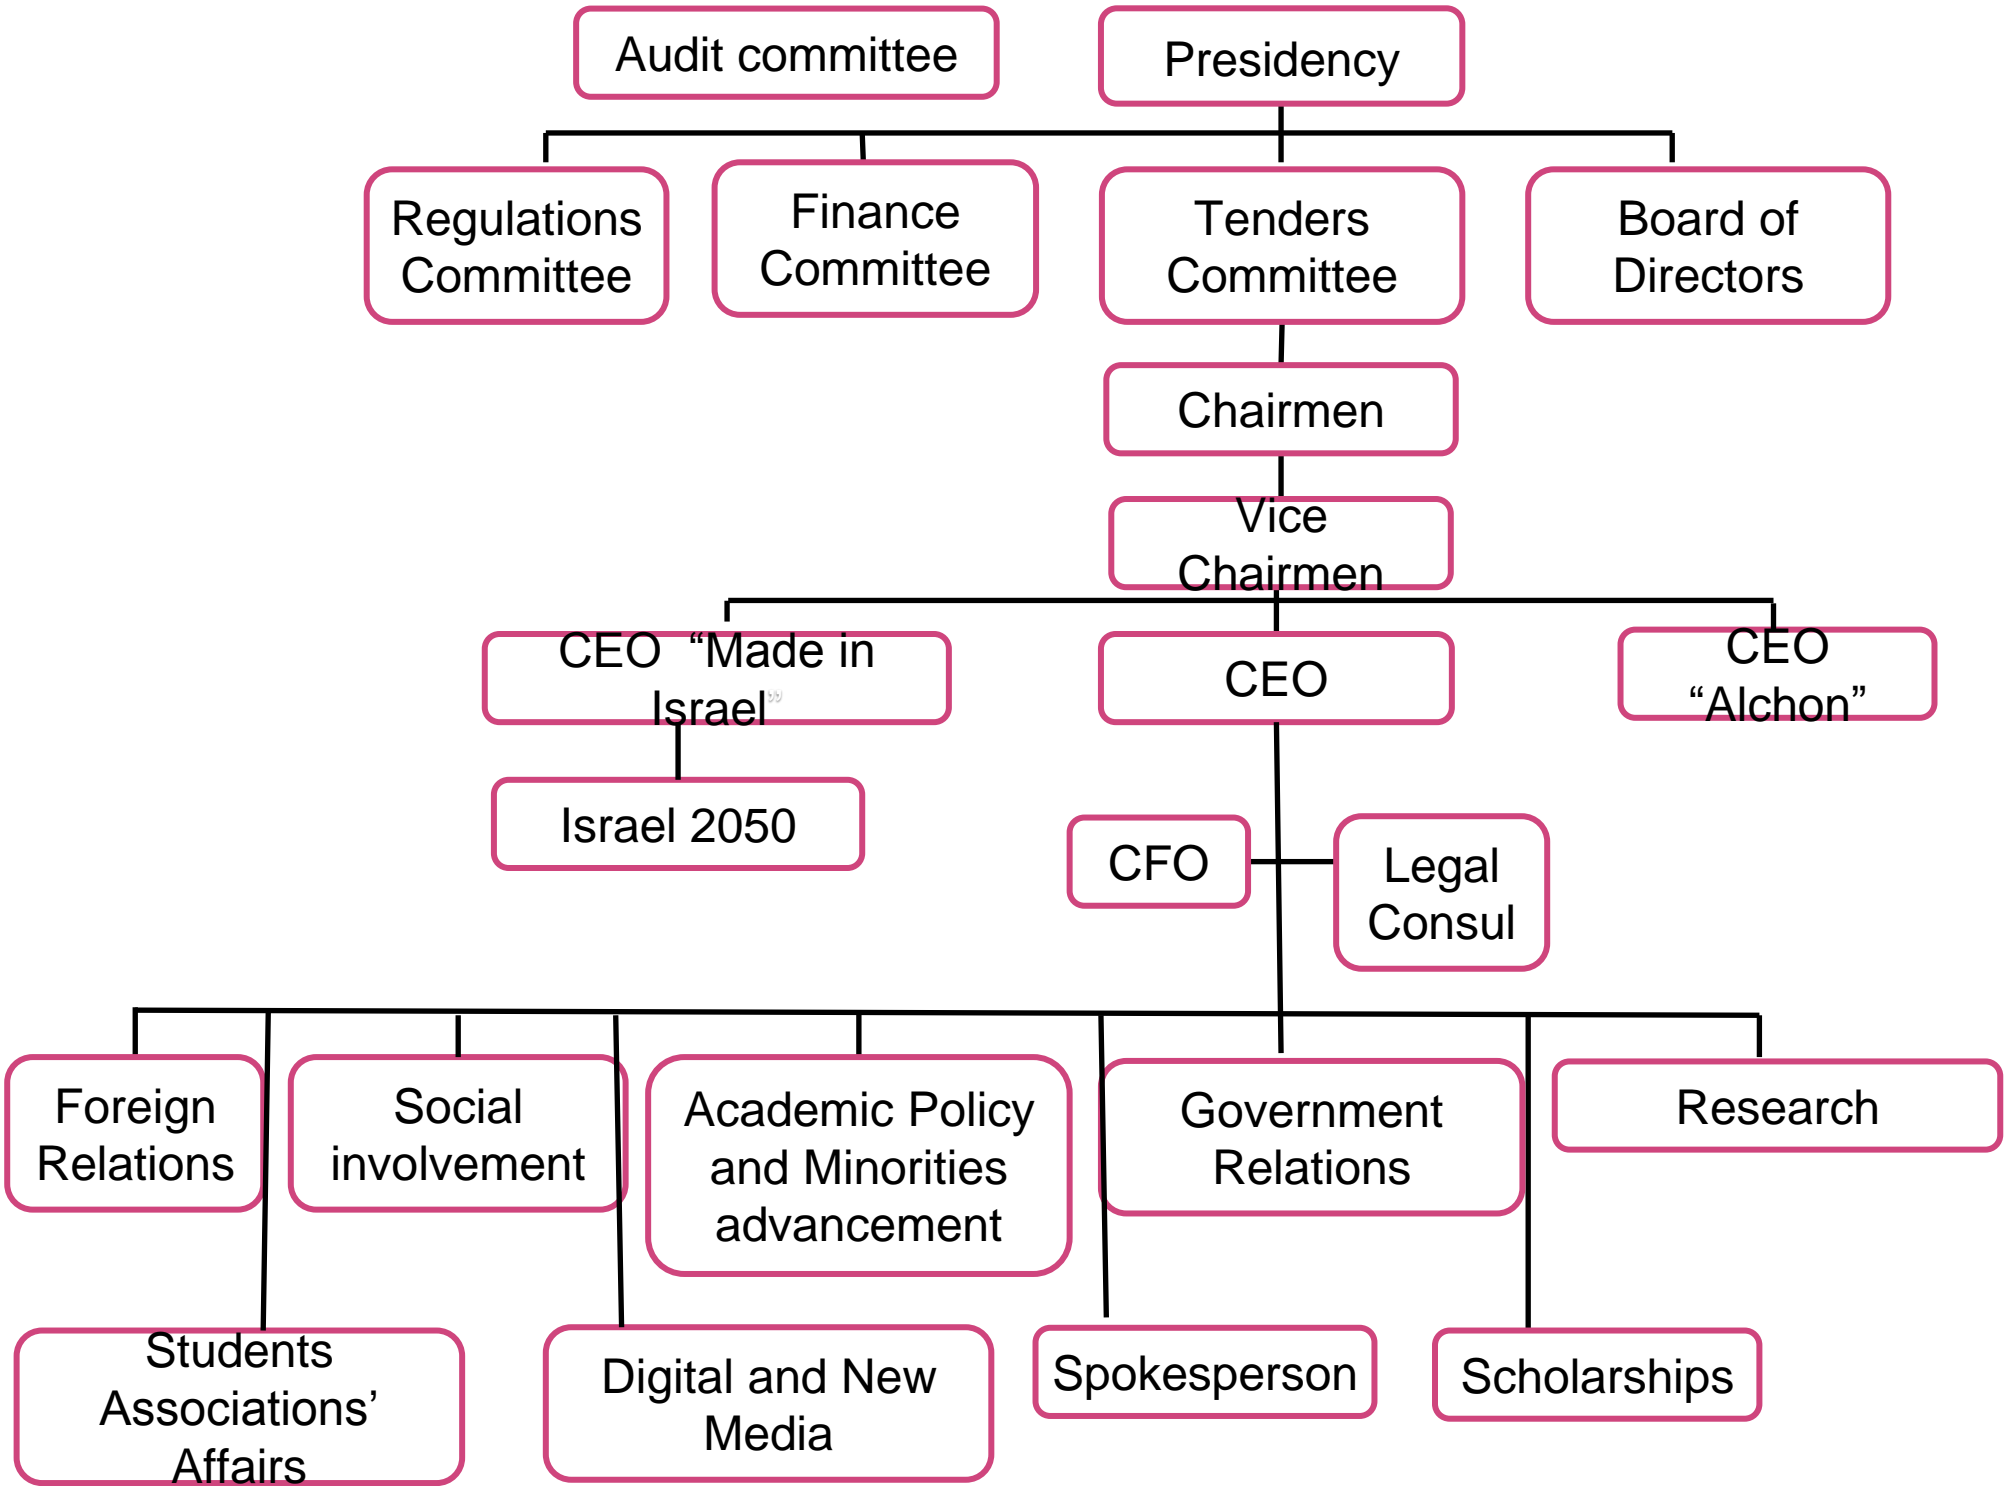 Audit committee
Presidency
Regulations
Committee
Finance
Committee
Tenders
Committee
Board of
Directors
Chairmen
Vice
Chairmen
CEO “Made in
Israel”
CEO
CEO
“Alchon”
Israel 2050
CFO
Legal
Consul
Foreign
Relations
Social
involvement
Academic Policy
and Minorities
advancement
Government
Relations
Research
Students
Associations’
Affairs
Digital and New
Media
Spokesperson
Scholarships